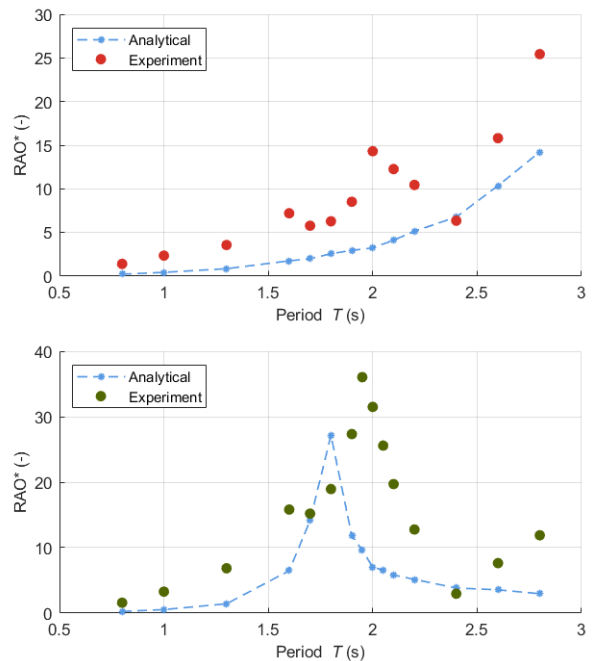 30
25
20
15
10
5
0
RAO* (-)
Analytical
Experiment
0.5 1 1.5 2 2.5 3
Period T (s)
40
30
20
10
0
RAO* (-)
Analytical
Experiment
0.5 1 1.5 2 2.5 3
Period T (s)